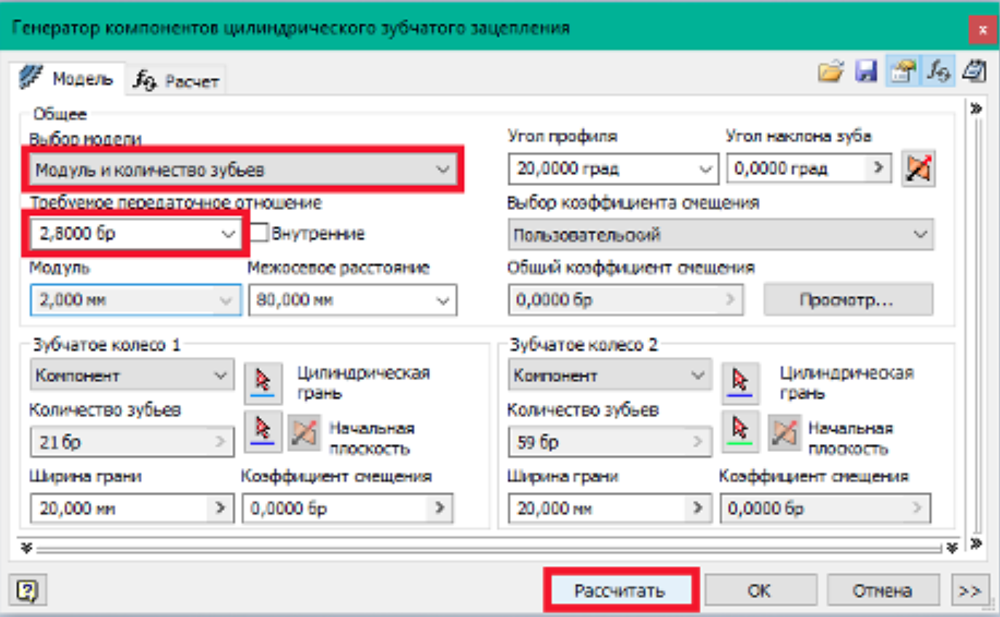 Генератор компонентов цилиндрического зубчатого зацепления
x
Модель
fG Расчет
Общее
Выбор модели
Модуль и количество зубьев
Требуемое передаточное отношение
2,8000 бр
Внутренние
Модуль
Межосевое расстояние
2,000 мм
80,000 мм
Угол профиля
Угол наклона зуба
20,0000 град
0,0000 град
Выбор коэффициента смещения
Пользовательский
Общий коэффициент смещения
0,0000 бр
Просмотр...
Зубчатое колесо 1
Компонент
Цилиндрическая
грань
Количество зубьев
21 бр
Начальная
плоскость
Ширина грани
Коэффициент смещения
20,000 мм
0,0000 бр
Зубчатое колесо 2
Компонент
Цилиндрическая
грань
Количество зубьев
59 бр
Начальная
плоскость
Ширина грани
Коэффициент смещения
20,000 мм
0,0000 бр
?
Рассчитать
ОК
Отмена
>>